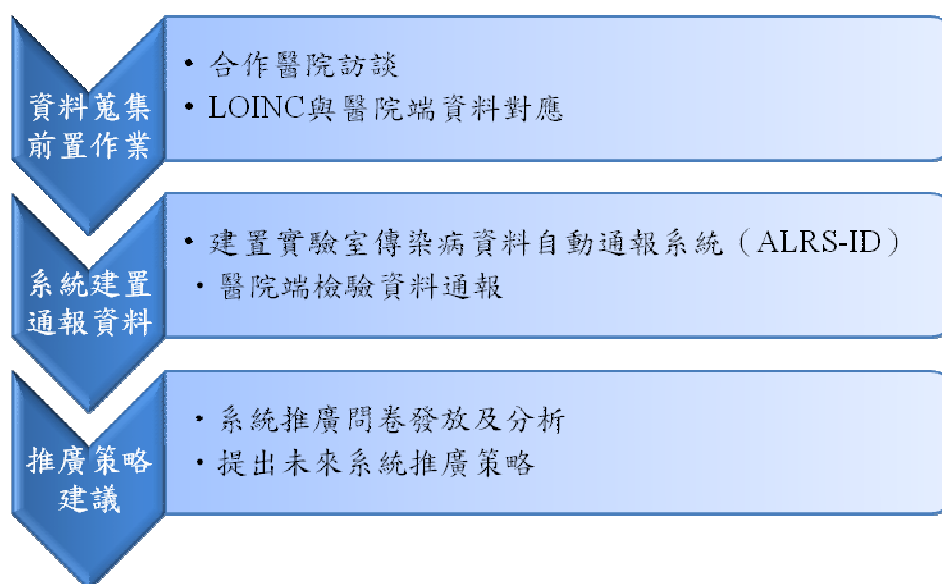 資料蒐集
前置作業
• 合作醫院訪談
• LOINC與醫院端資料對應
系統建置
通報資料
• 建置實驗室傳染病資料自動通報系統（ALRS-ID）
• 醫院端檢驗資料通報
推廣策略
建議
• 系統推廣問卷發放及分析
• 提出未來系統推廣策略